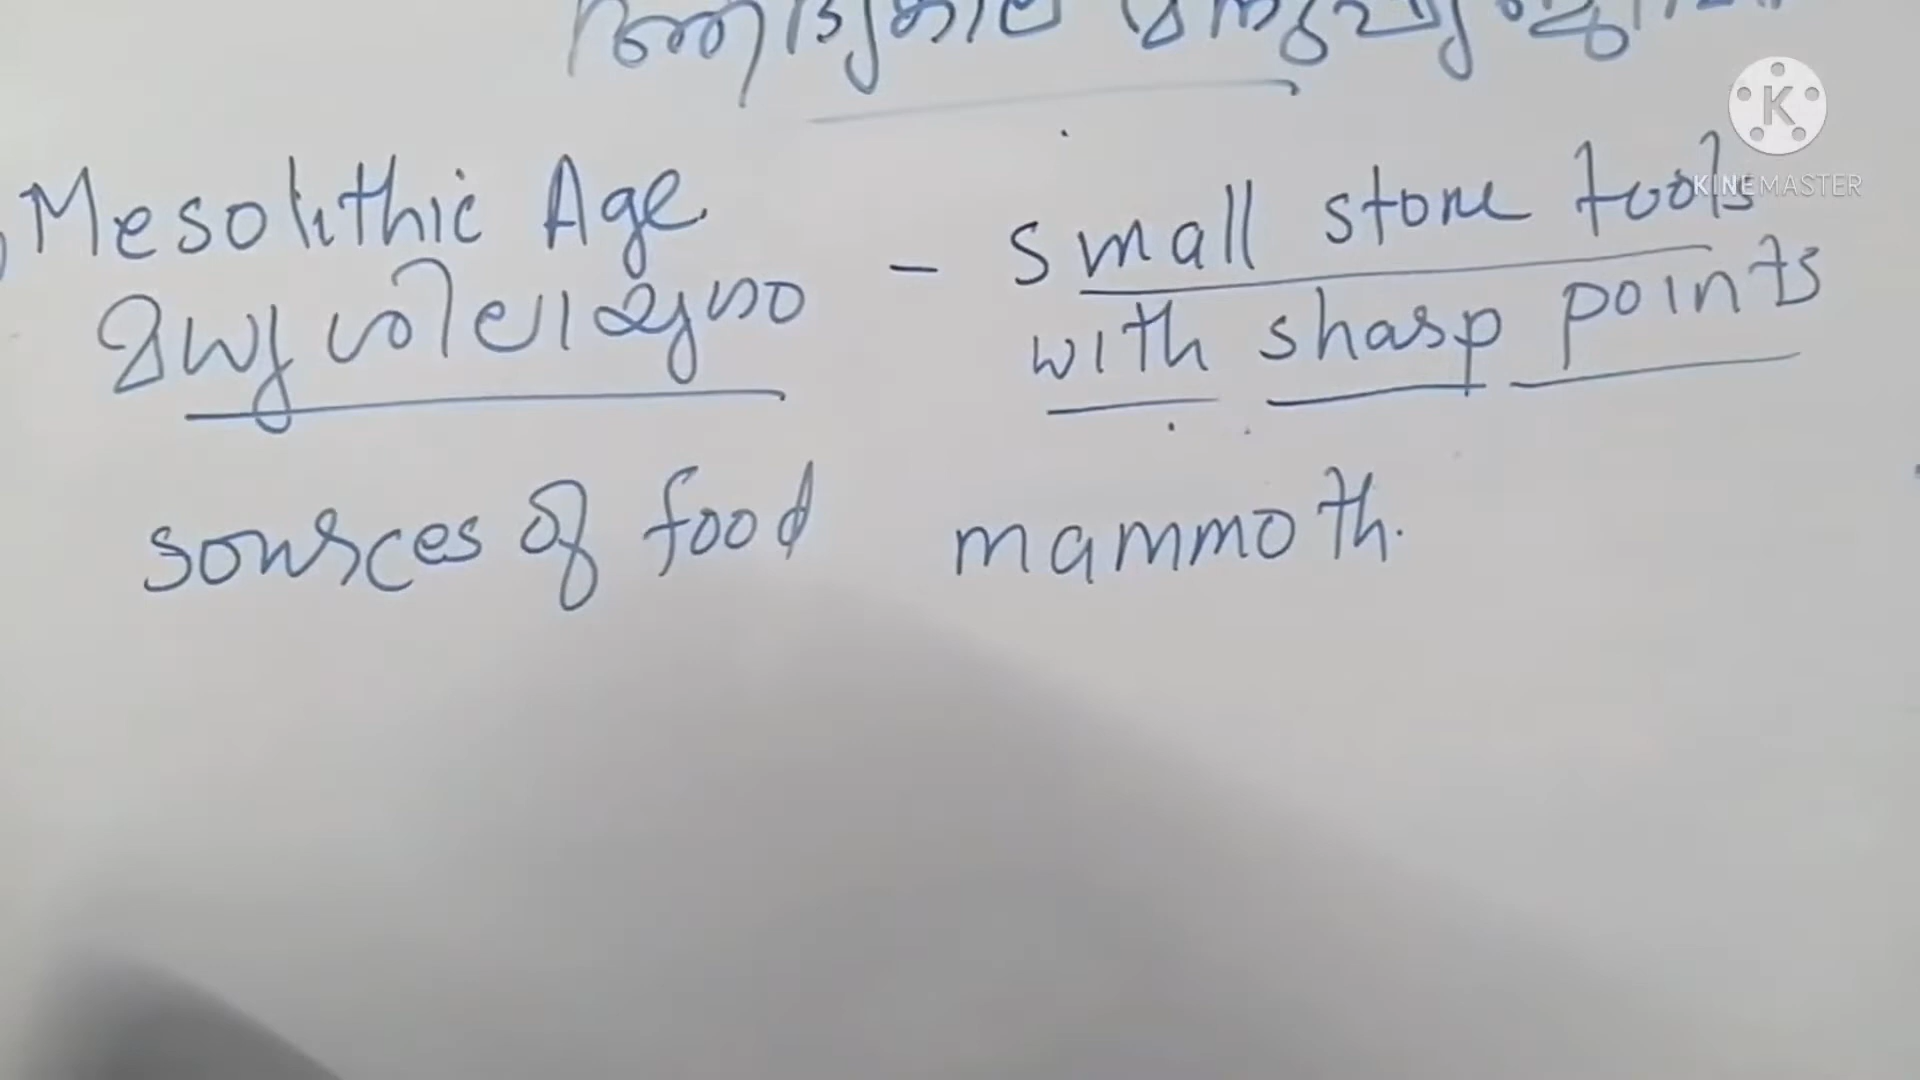 Mesolithic Age
മധ്യശിലായുഗം
- small stone tools
with sharp points
sources of food mammoth.
K
KINEMASTER